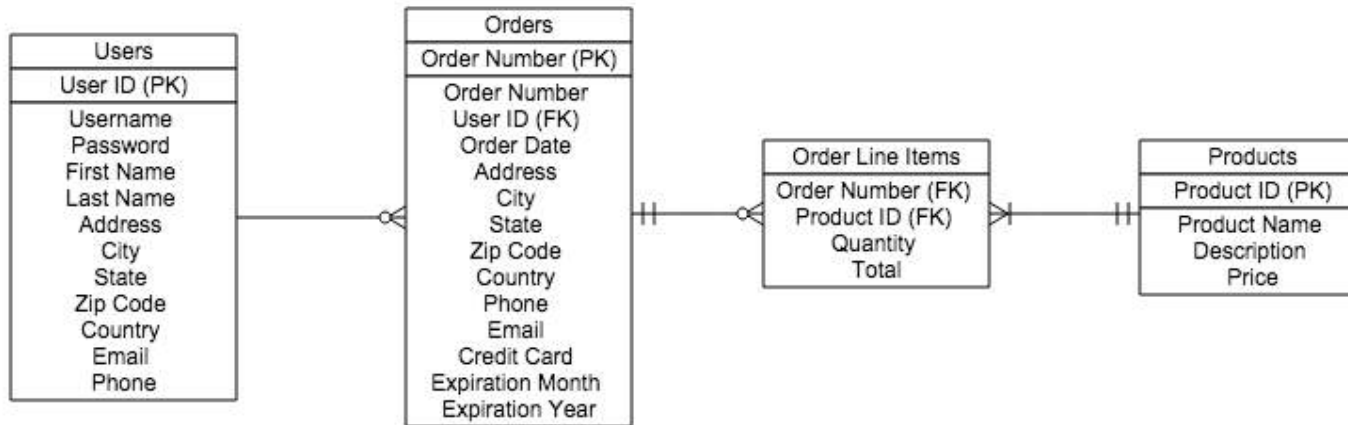 Users
User ID (PK)
Username
Password
First Name
Last Name
Address
City
State
Zip Code
Country
Email
Phone
Orders
Order Number (PK)
Order Number
User ID (FK)
Order Date
Address
City
State
Zip Code
Country
Phone
Email
Credit Card
Expiration Month
Expiration Year
Order Line Items
Order Number (FK)
Product ID (FK)
Quantity
Total
Products
Product ID (PK)
Product Name
Description
Price